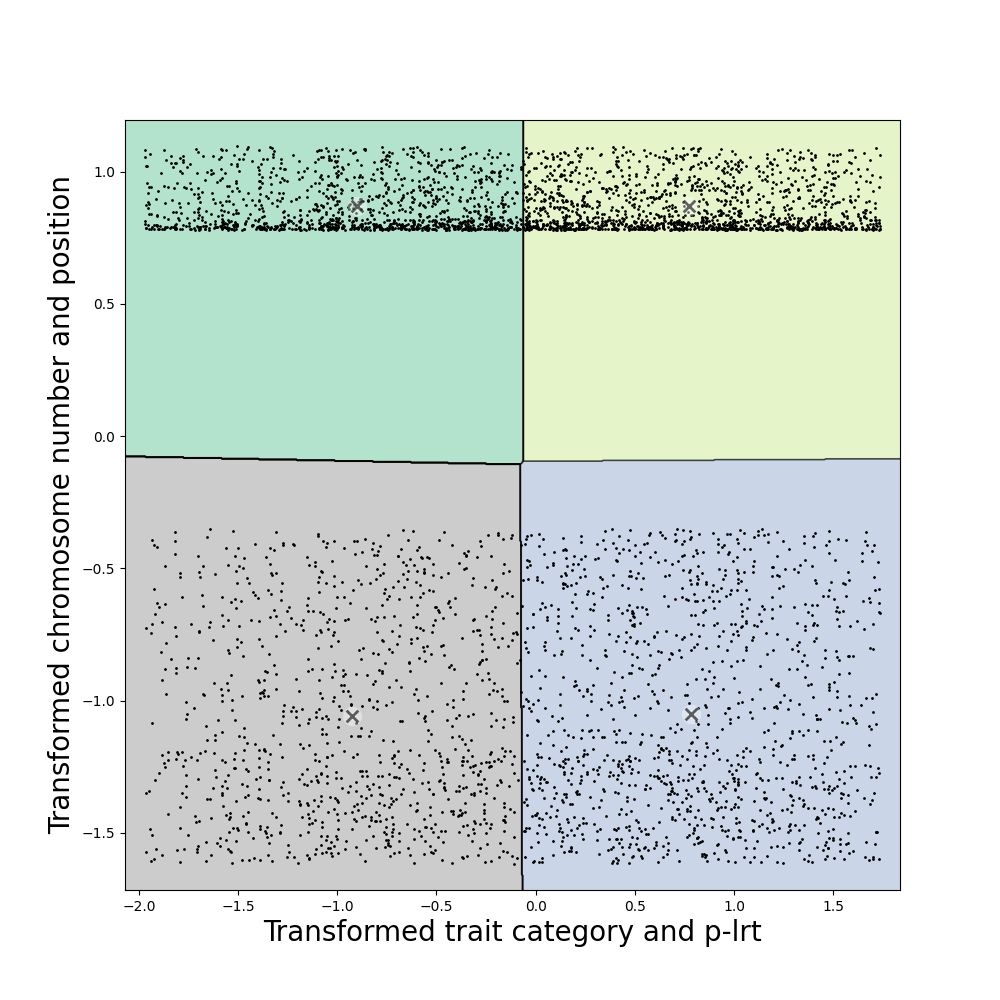 Transformed chromosome number and position
1.0
0.5
0.0
−0.5
−1.0
−1.5
−2.0 −1.5 −1.0 −0.5 0.0 0.5 1.0 1.5
Transformed trait category and p-lrt